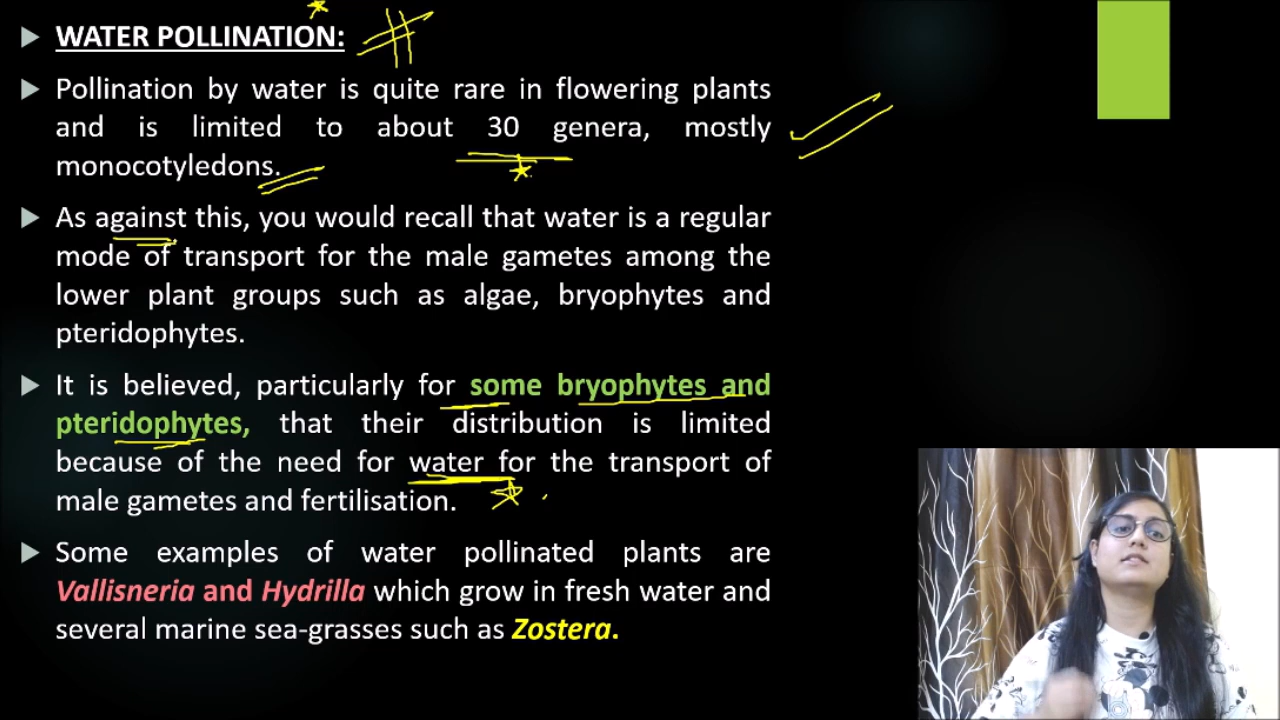 WATER POLLINATION:
Pollination by water is quite rare in flowering plants
and is limited to about 30 genera, mostly
monocotyledons.
As against this, you would recall that water is a regular
mode of transport for the male gametes among the
lower plant groups such as algae, bryophytes and
pteridophytes.
It is believed, particularly for some bryophytes and
pteridophytes, that their distribution is limited
because of the need for water for the transport of
male gametes and fertilisation.
Some examples of water pollinated plants are
Vallisneria and Hydrilla which grow in fresh water and
several marine sea-grasses such as Zostera.